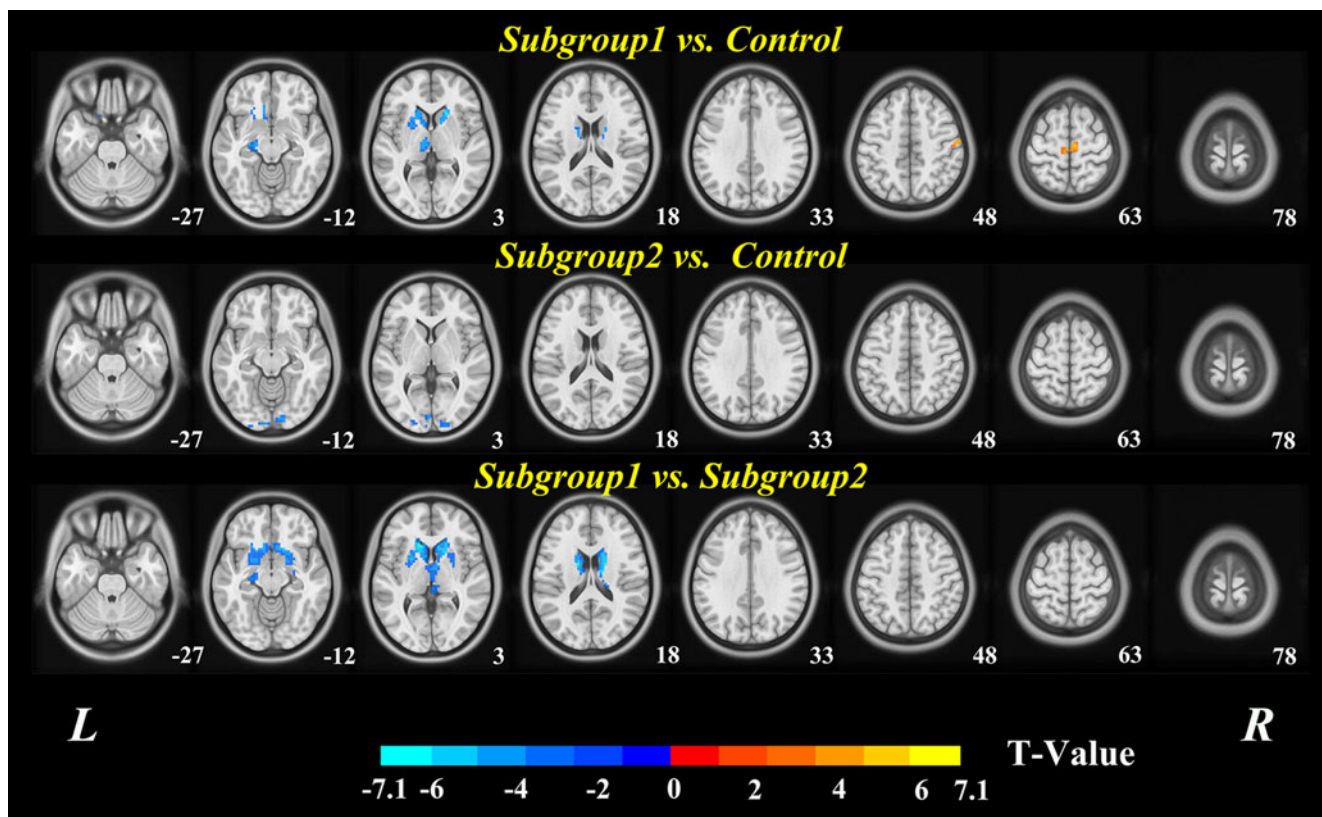 Subgroup1 vs. Control
-27 -12 3 18 33 48 63 78
Subgroup2 vs. Control
-27 -12 3 18 33 48 63 78
Subgroup1 vs. Subgroup2
-27 -12 3 18 33 48 63 78
L R
T-Value
-7.1 -6 -4 -2 0 2 4 6 7.1